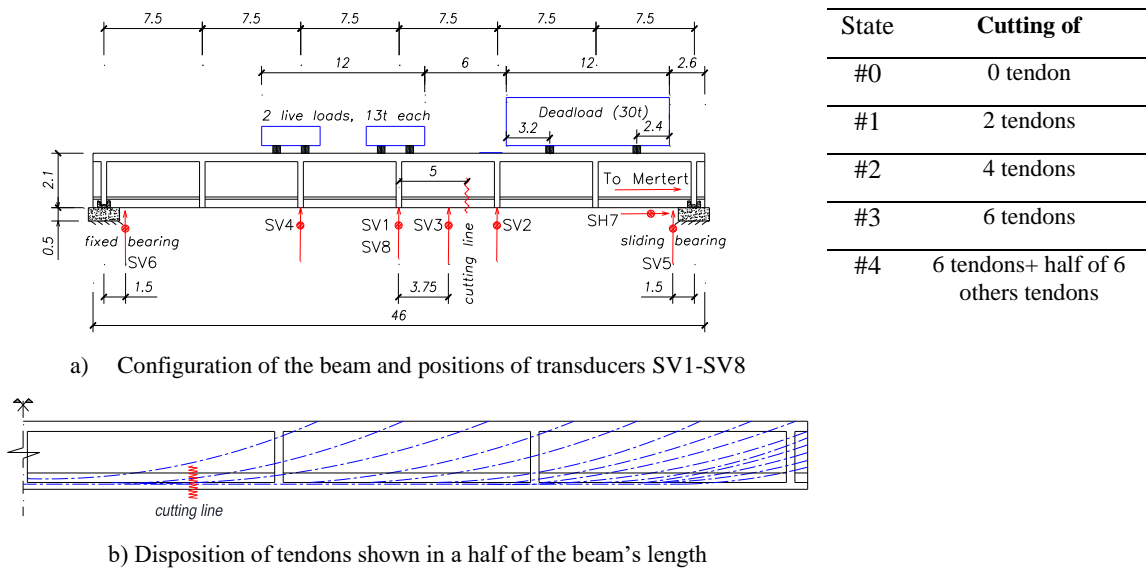 7.5 7.5 7.5 7.5 7.5 7.5
12 6 12 2.6
2 live loads, 13t each
Deadload (30t)
3.2 2.4
2.1
5
To Mertert
0.5
fixed bearing
SV6
SV4
SV1
SV8
SV3
cutting line
SV2
SH7
sliding bearing
SV5
1.5 3.75 1.5
46
a) Configuration of the beam and positions of transducers SV1-SV8
State Cutting of
#0 0 tendon
#1 2 tendons
#2 4 tendons
#3 6 tendons
#4 6 tendons+ half of 6
others tendons
cutting line
b) Disposition of tendons shown in a half of the beam's length